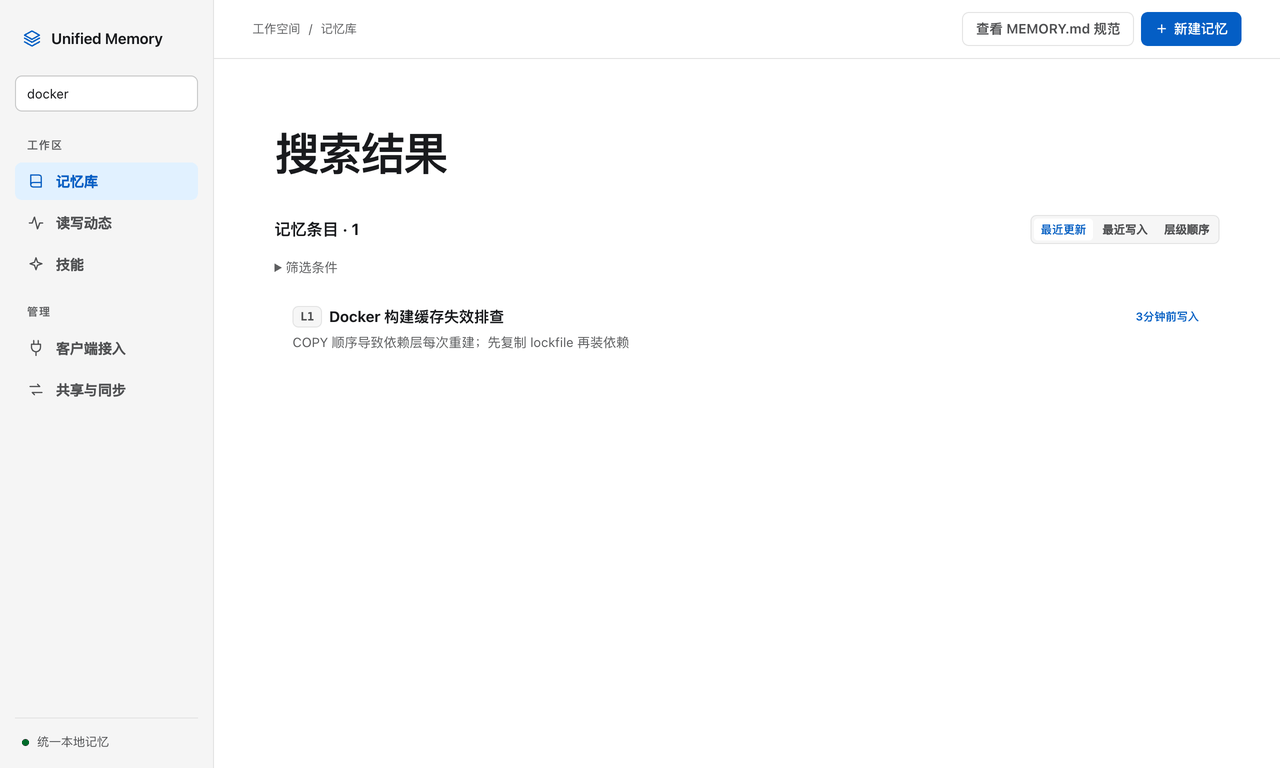 Unified Memory
docker
工作区
记忆库
读写动态
技能
管理
客户端接入
共享与同步
统一本地记忆
工作空间 / 记忆库
查看 MEMORY.md 规范
+ 新建记忆
搜索结果
记忆条目 · 1
最近更新 最近写入 层级顺序
筛选条件
L1 Docker 构建缓存失效排查
3分钟前写入
COPY 顺序导致依赖层每次重建；先复制 lockfile 再装依赖